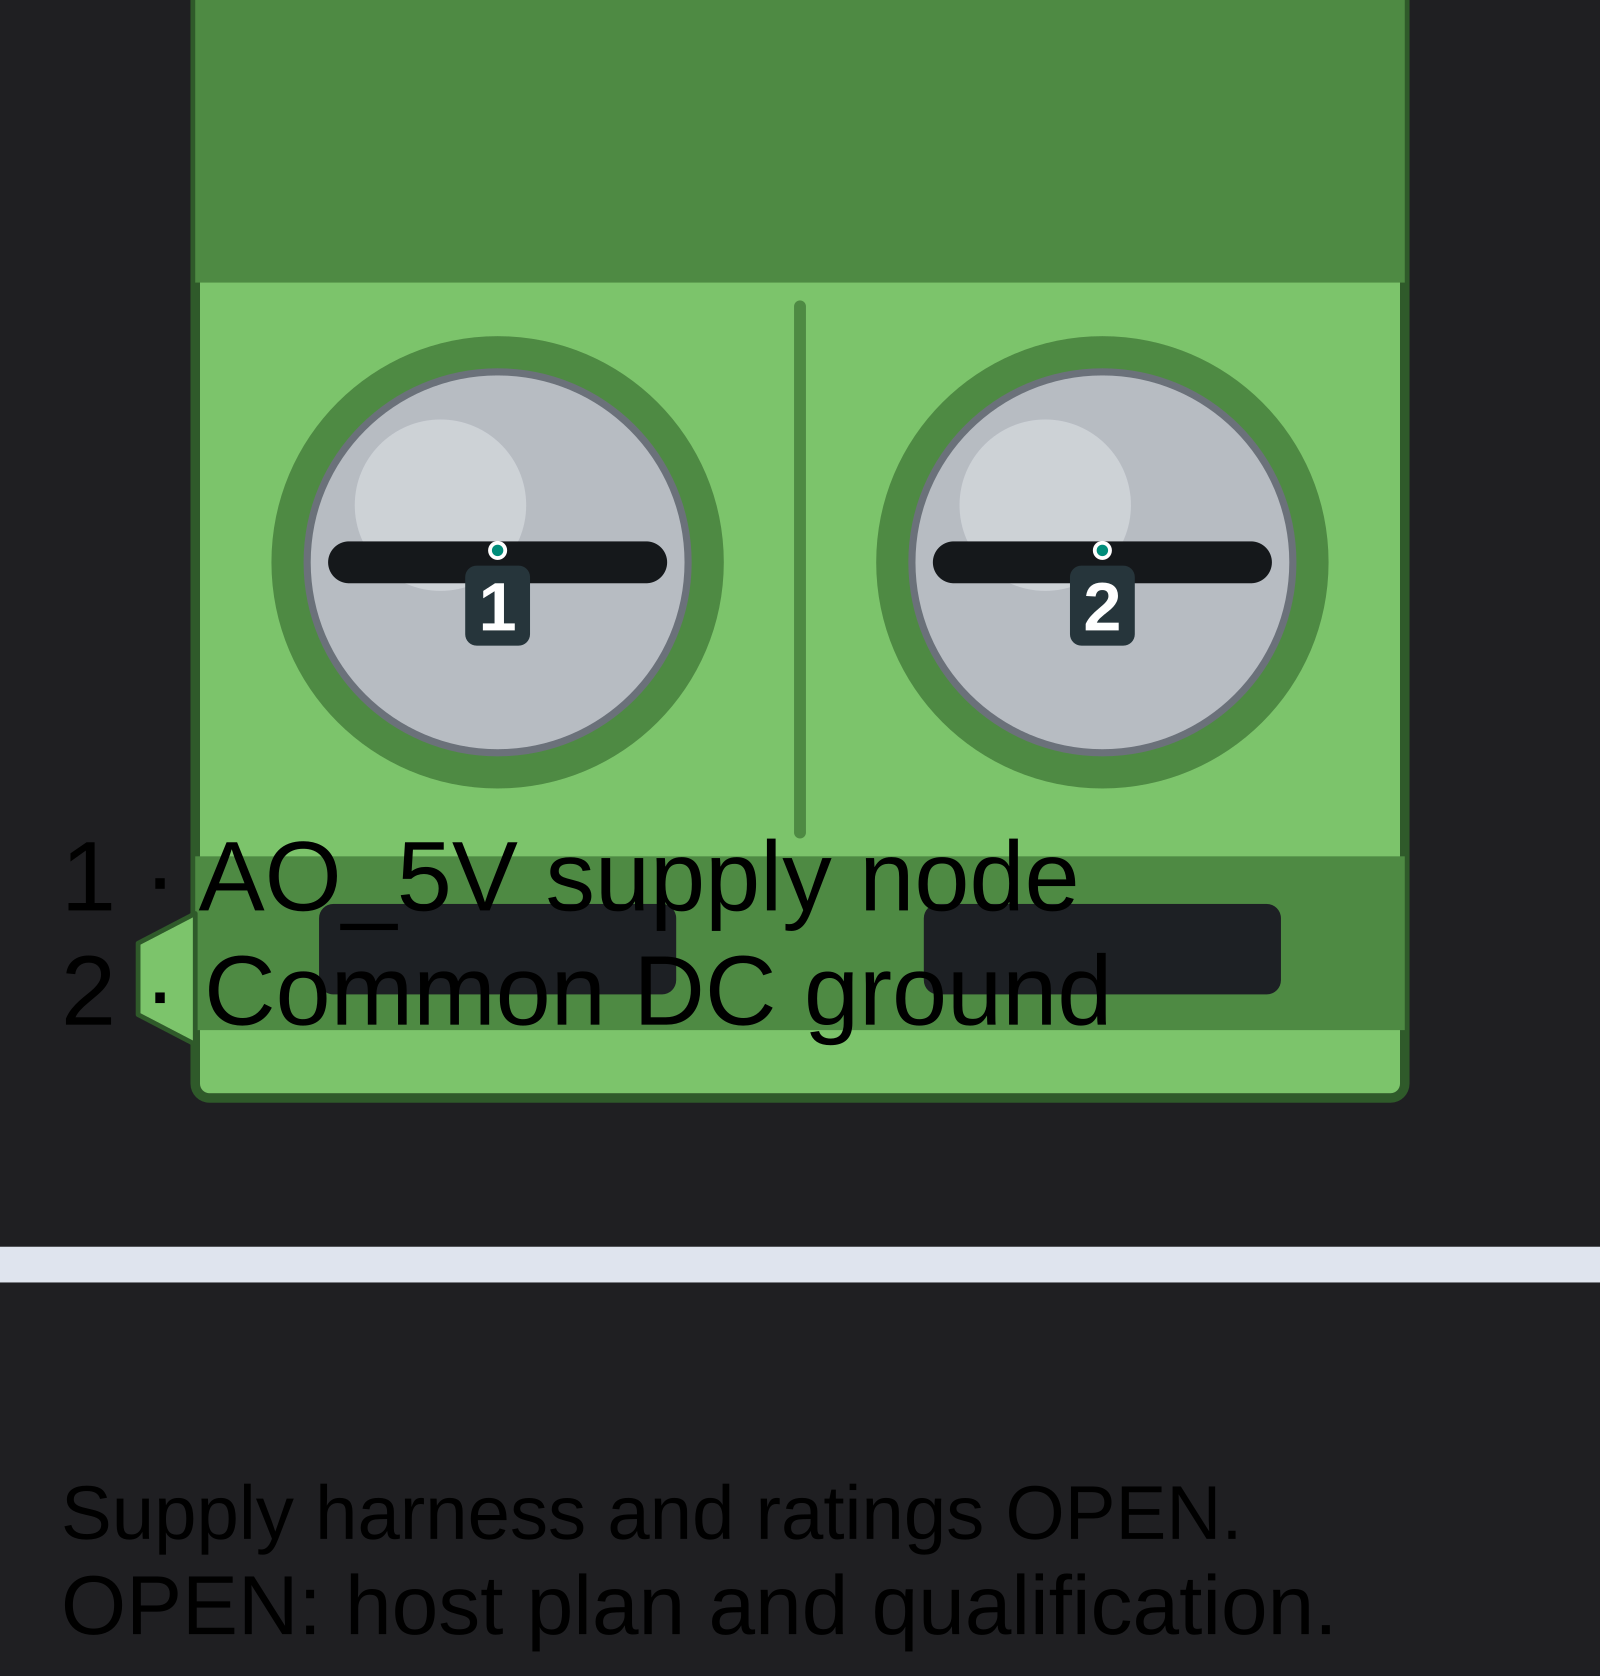 1 2
1 · AO_5V supply node
2 · Common DC ground
Supply harness and ratings OPEN.
OPEN: host plan and qualification.